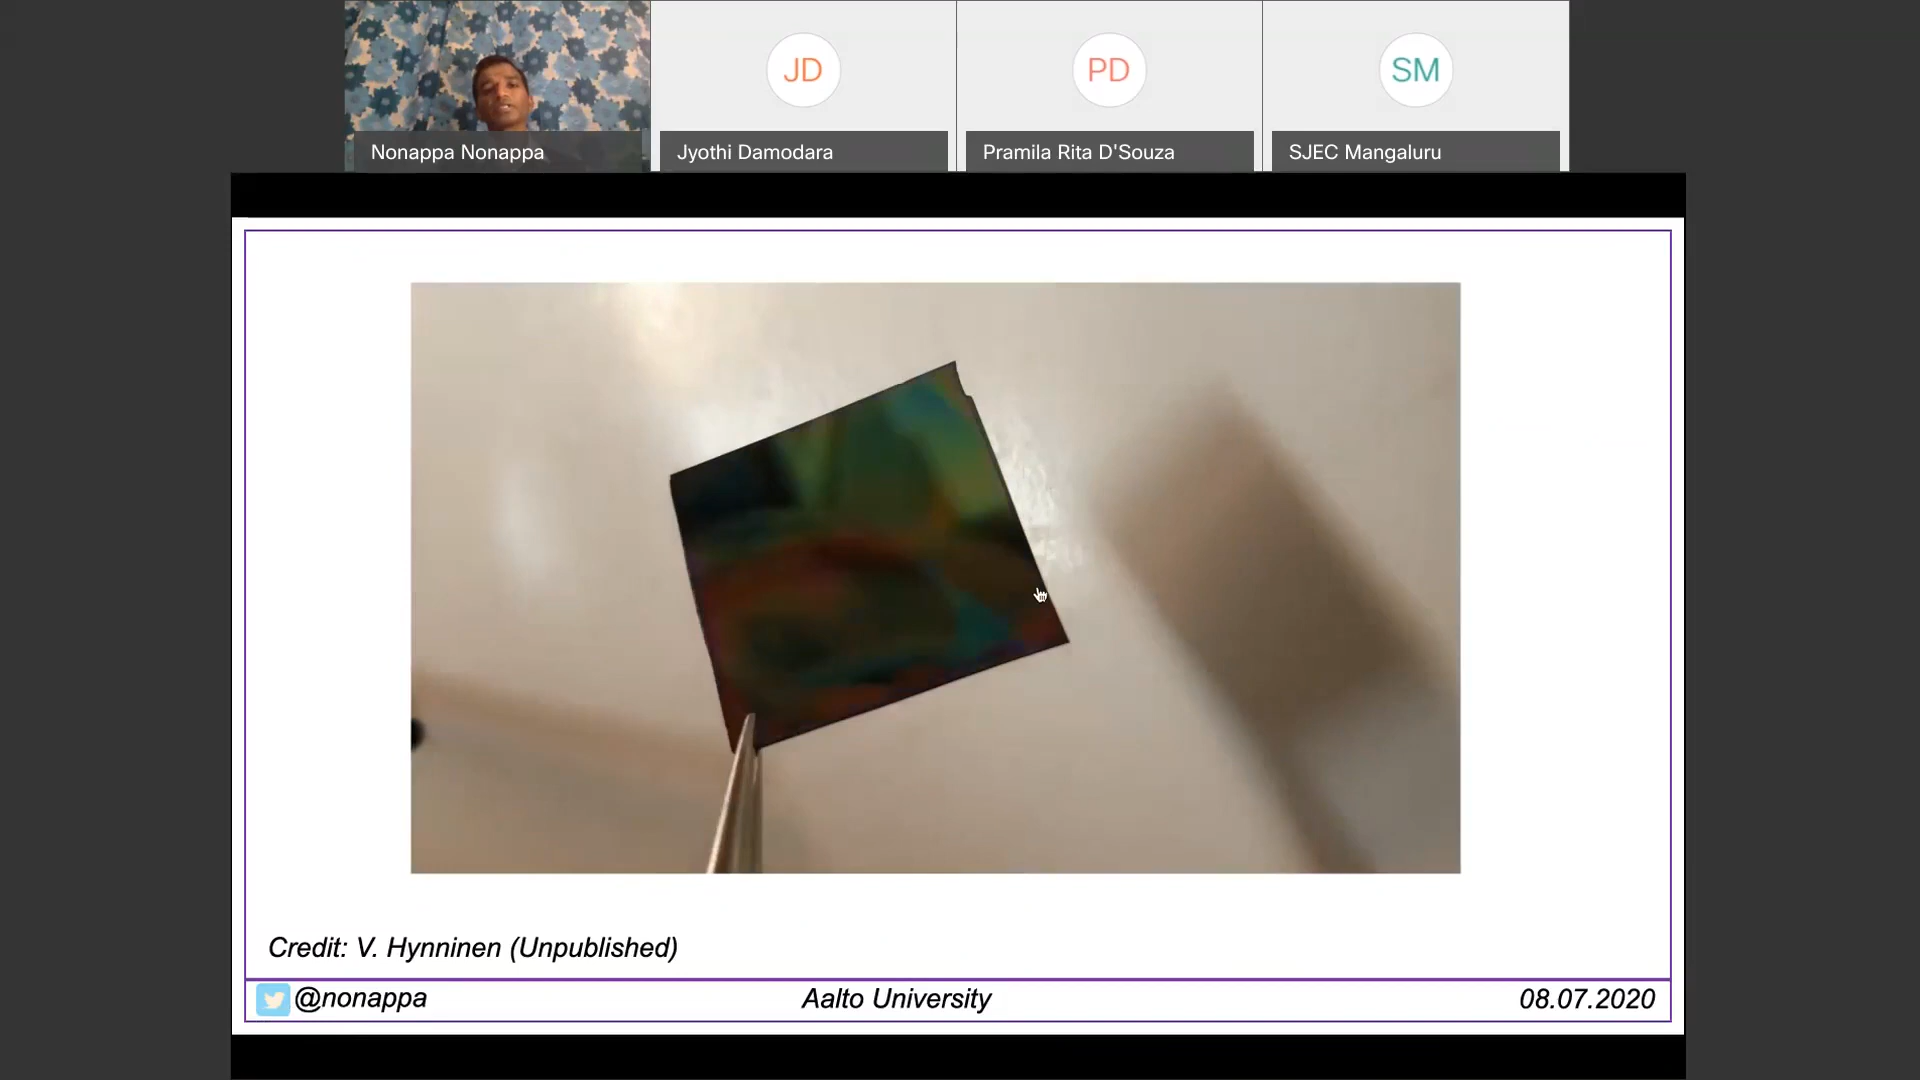 JD
PD
SM
Nonappa Nonappa
Jyothi Damodara
Pramila Rita D'Souza
SJEC Mangaluru
Credit: V. Hynninen (Unpublished)
@nonappa
Aalto University
08.07.2020